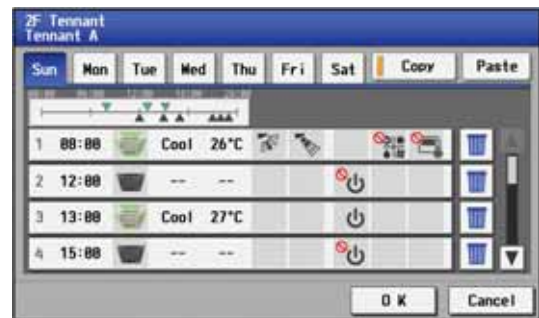 2F Tennant
Tennant A
Sun Mon Tue Wed Thu Fri Sat Copy Paste
1 08:00 Cool 26°C
2 12:00 -- --
3 13:00 Cool 27°C
4 15:00 -- --
OK Cancel